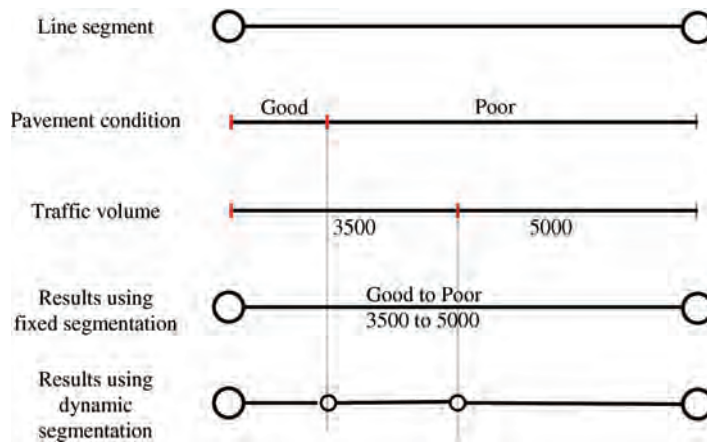 Line segment
Pavement condition
Good
Poor
Traffic volume
3500
5000
Results using
fixed segmentation
Good to Poor
3500 to 5000
Results using
dynamic
segmentation